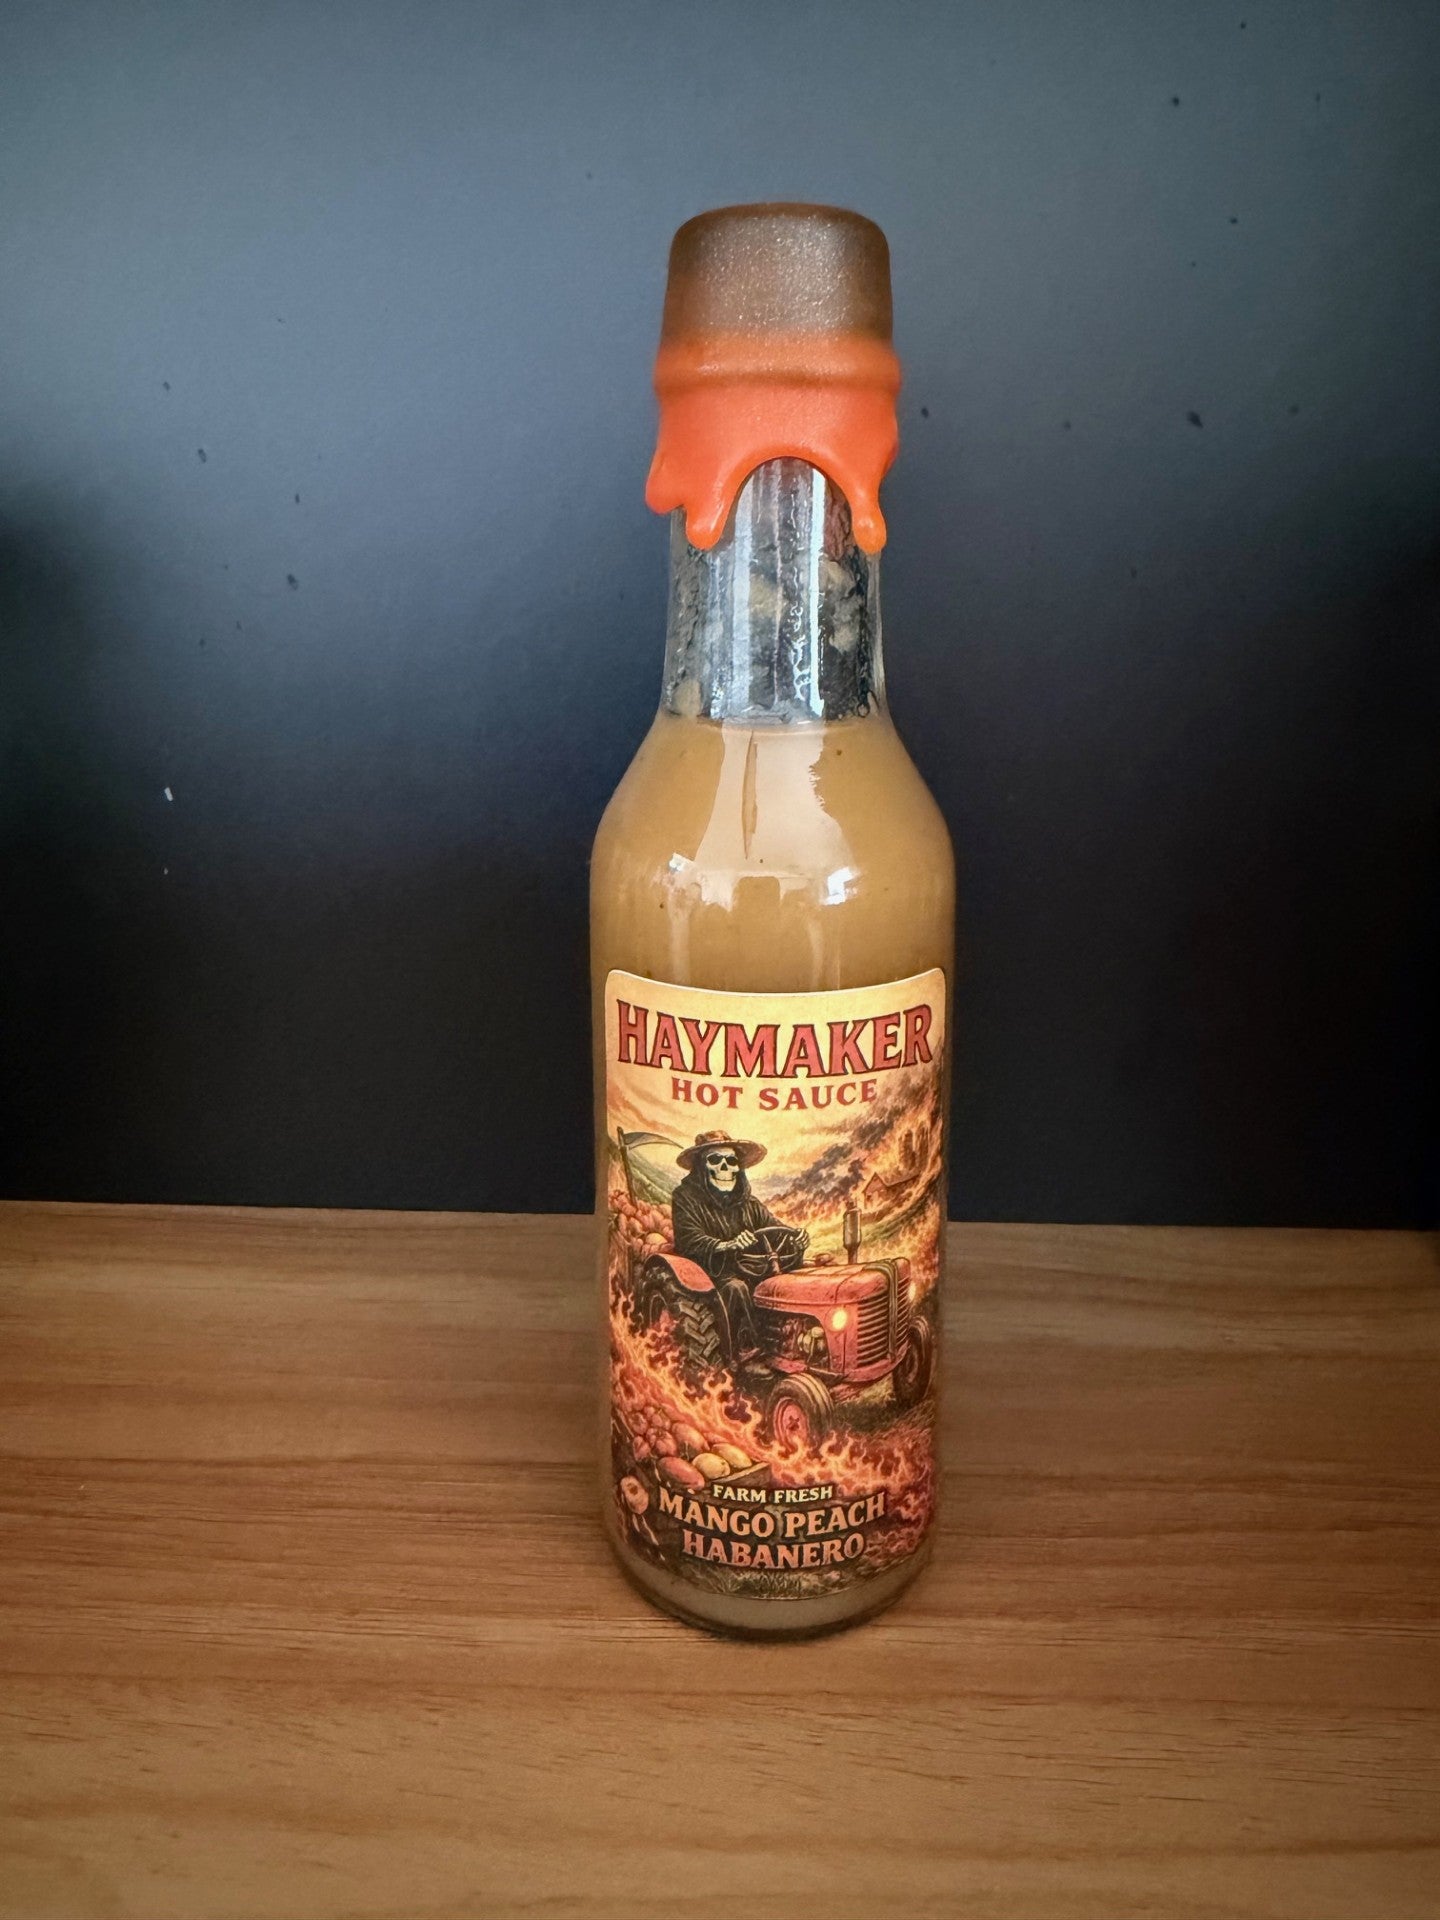 HAYMAKER
HOT SAUCE
FARM FRESH
MANGO PEACH
HABANERO